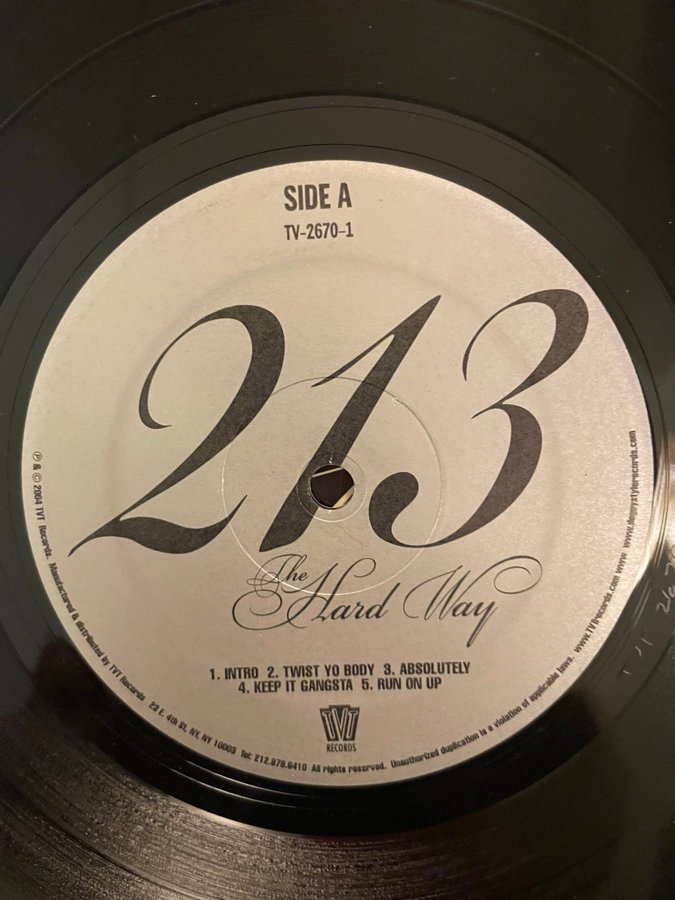 SIDE A
TV-2670-1
213
The Hard Way
1. INTRO 2. TWIST YO BODY 3. ABSOLUTELY
4. KEEP IT GANGSTA 5. RUN ON UP
TVT
RECORDS
℗ & © 2004 TVT Records. Manufactured & distributed by TVT Records 23 E. 4th St, NY, NY 10003 Tel: 212.979.6410 All rights reserved. Unauthorized duplication is a violation of applicable laws. www.TVTrecords.com www.doggystylerecords.com